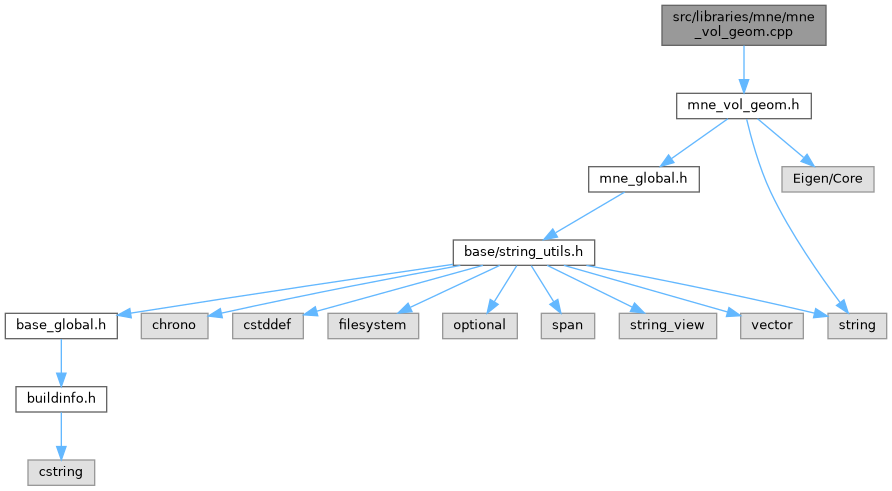 src/libraries/mne/mne
_vol_geom.cpp
mne_vol_geom.h
mne_global.h
Eigen/Core
base/string_utils.h
base_global.h
chrono
cstddef
filesystem
optional
span
string_view
vector
string
buildinfo.h
cstring